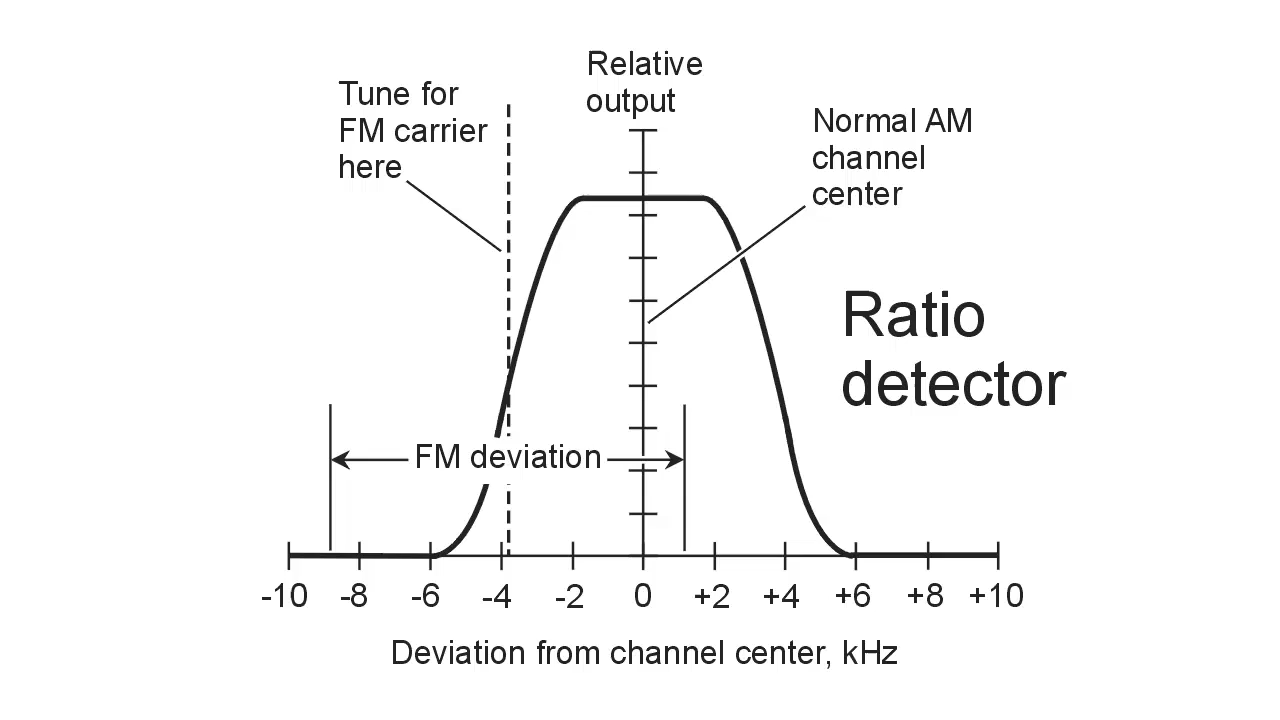 Relative
output
Tune for
FM carrier
here
Normal AM
channel
center
Ratio
detector
FM deviation
-10 -8 -6 -4 -2 0 +2 +4 +6 +8 +10
Deviation from channel center, kHz